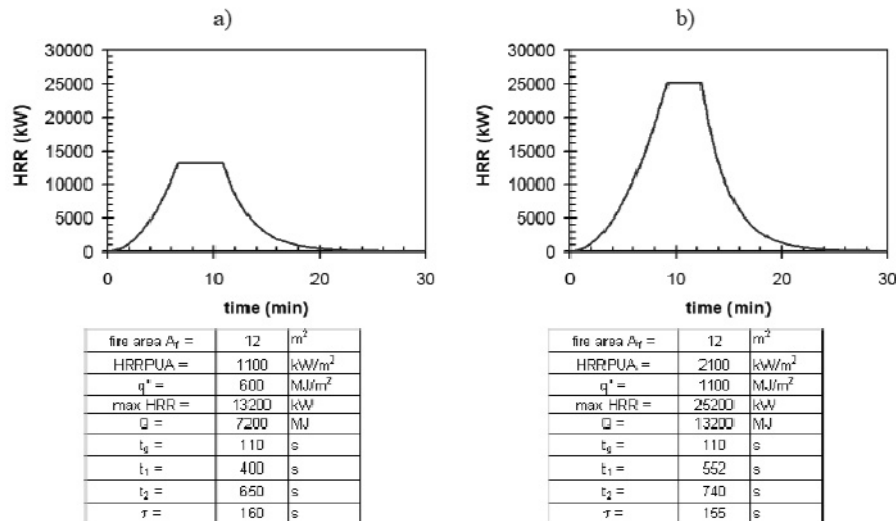 a)
30000
25000
20000
15000
10000
5000
0
HRR (kW)
0 10 20 30
time (min)
fire area A_f = 12 m²
HRRPUA = 1100 kW/m²
q" = 600 MJ/m²
max HRR = 13200 kW
Q = 7200 MJ
t_g = 110 s
t₁ = 400 s
t₂ = 650 s
τ = 160 s
b)
30000
25000
20000
15000
10000
5000
0
HRR (kW)
0 10 20 30
time (min)
fire area A_f = 12 m²
HRRPUA = 2100 kW/m²
q" = 1100 MJ/m²
max HRR = 25200 kW
Q = 13200 MJ
t_g = 110 s
t₁ = 552 s
t₂ = 740 s
τ = 155 s